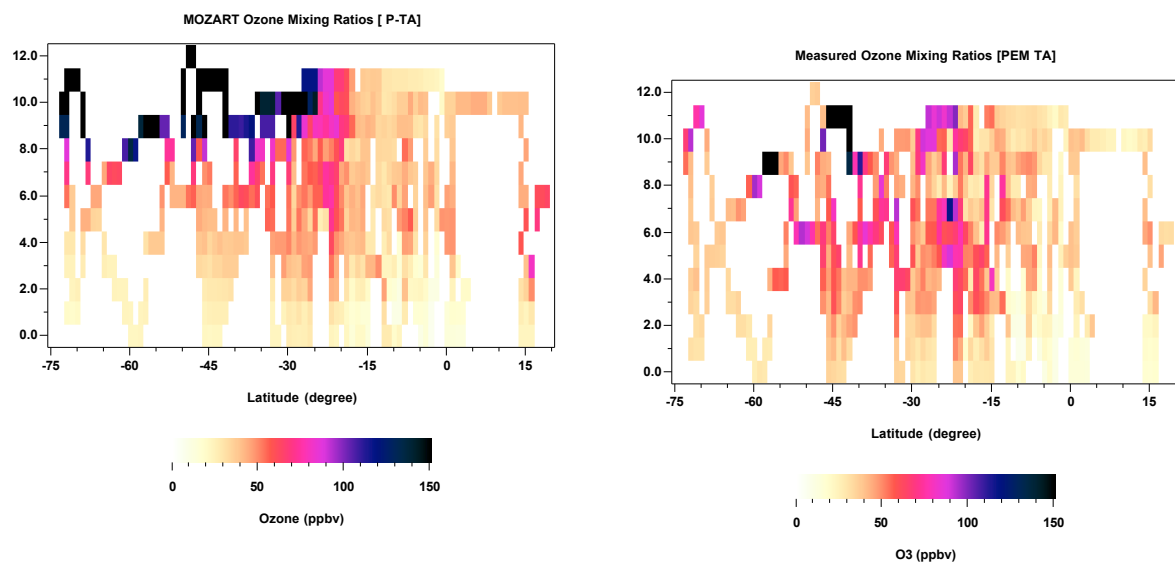 MOZART Ozone Mixing Ratios [ P-TA]
12.0
10.0
8.0
6.0
4.0
2.0
0.0
-75 -60 -45 -30 -15 0 15
Latitude (degree)
0 50 100 150
Ozone (ppbv)
Measured Ozone Mixing Ratios [PEM TA]
12.0
10.0
8.0
6.0
4.0
2.0
0.0
-75 -60 -45 -30 -15 0 15
Latitude (degree)
0 50 100 150
O3 (ppbv)